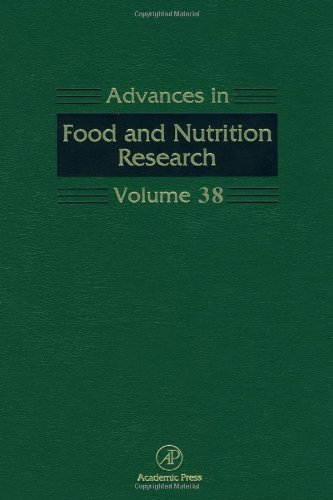 Advances in
Food and Nutrition
Research
Volume 38
AP
Academic Press